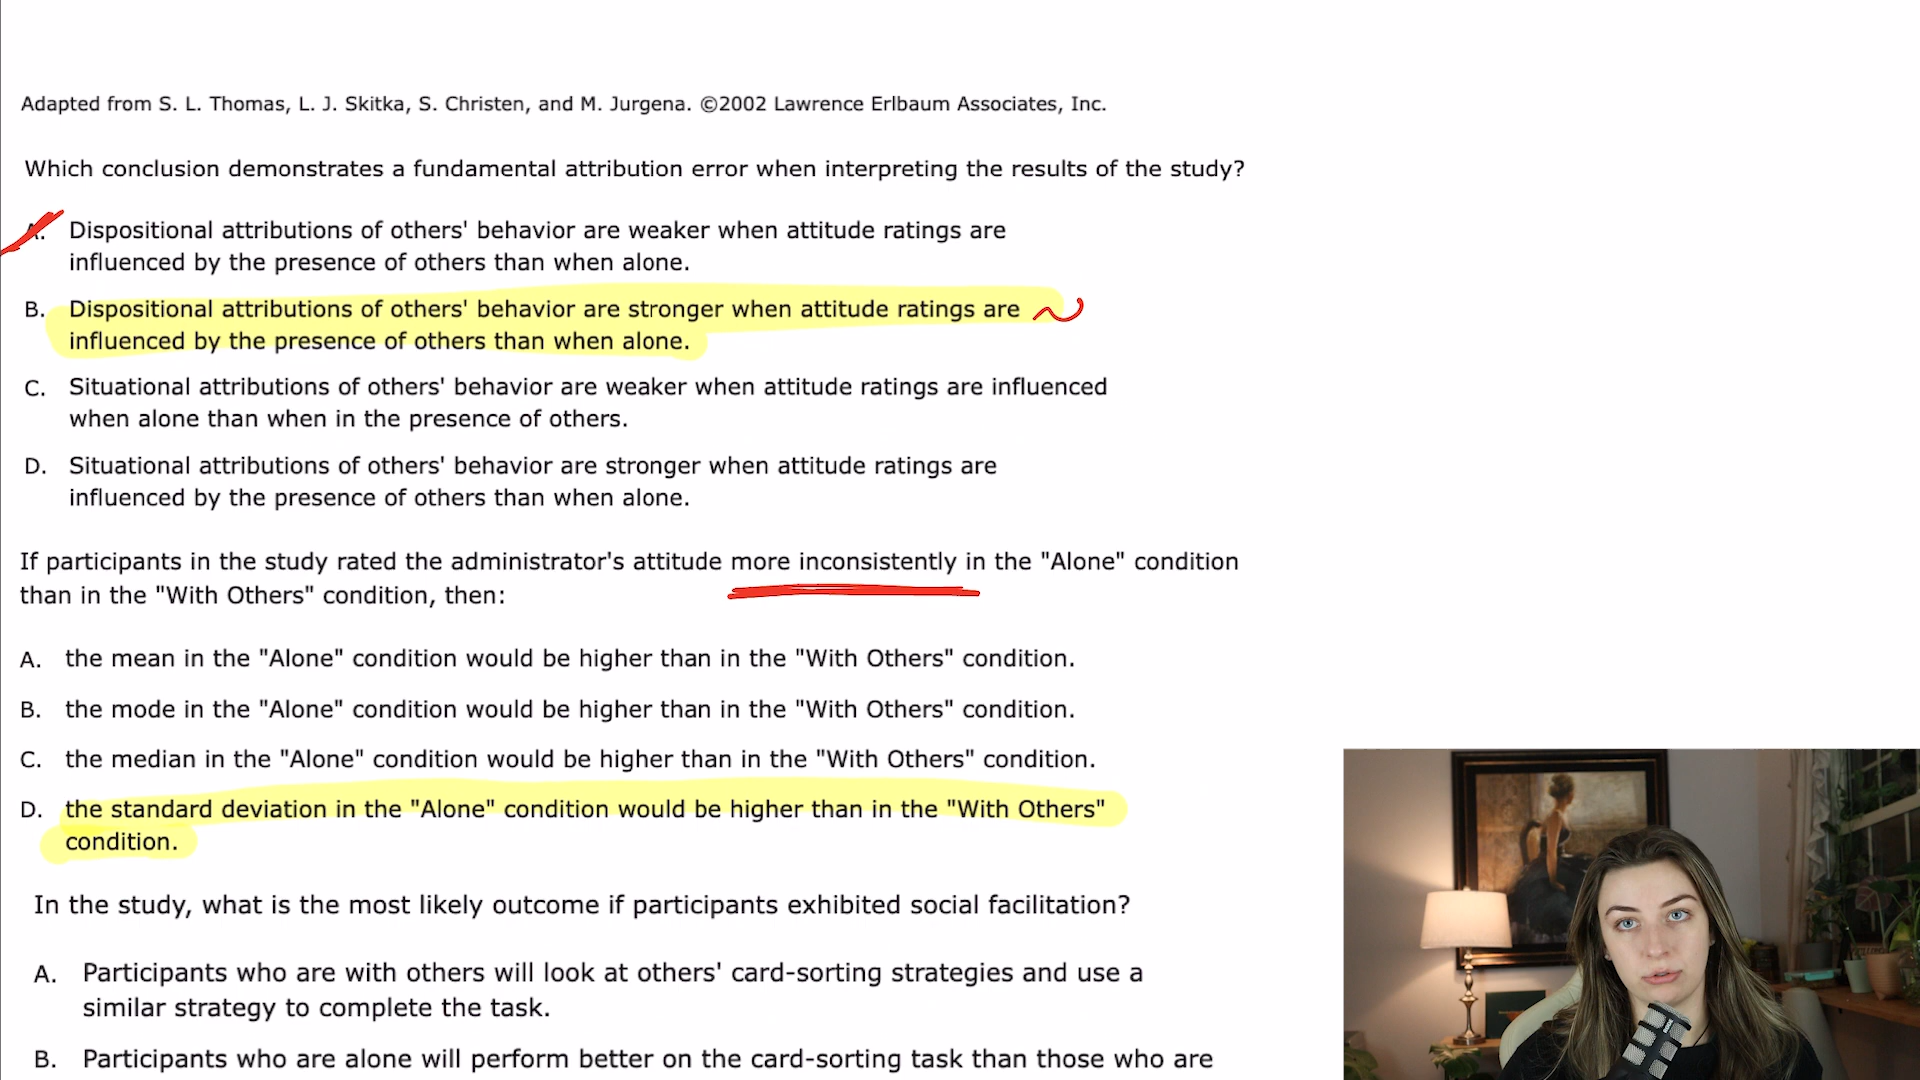 Adapted from S. L. Thomas, L. J. Skitka, S. Christen, and M. Jurgena. ©2002 Lawrence Erlbaum Associates, Inc.
Which conclusion demonstrates a fundamental attribution error when interpreting the results of the study?
A. Dispositional attributions of others' behavior are weaker when attitude ratings are
influenced by the presence of others than when alone.
B. Dispositional attributions of others' behavior are stronger when attitude ratings are
influenced by the presence of others than when alone.
C. Situational attributions of others' behavior are weaker when attitude ratings are influenced
when alone than when in the presence of others.
D. Situational attributions of others' behavior are stronger when attitude ratings are
influenced by the presence of others than when alone.
If participants in the study rated the administrator's attitude more inconsistently in the "Alone" condition
than in the "With Others" condition, then:
A. the mean in the "Alone" condition would be higher than in the "With Others" condition.
B. the mode in the "Alone" condition would be higher than in the "With Others" condition.
C. the median in the "Alone" condition would be higher than in the "With Others" condition.
D. the standard deviation in the "Alone" condition would be higher than in the "With Others"
condition.
In the study, what is the most likely outcome if participants exhibited social facilitation?
A. Participants who are with others will look at others' card-sorting strategies and use a
similar strategy to complete the task.
B. Participants who are alone will perform better on the card-sorting task than those who are